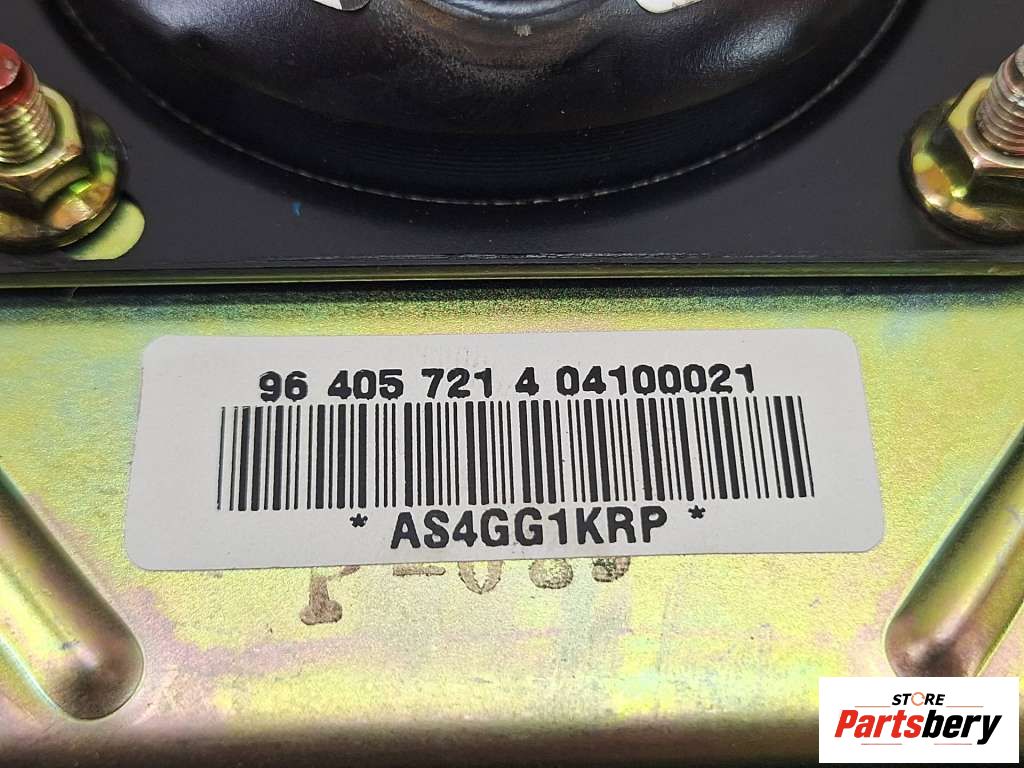 96 405 721 4 04100021
* AS4GG1KRP *
STORE
Partsbery